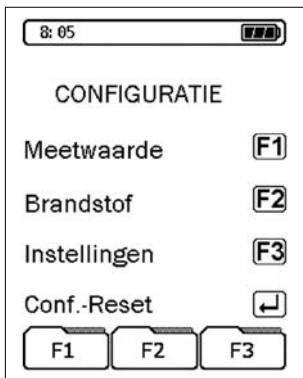 8:05
CONFIGURATIE
Meetwaarde F1
Brandstof F2
Instellingen F3
Conf.-Reset
F1 F2 F3